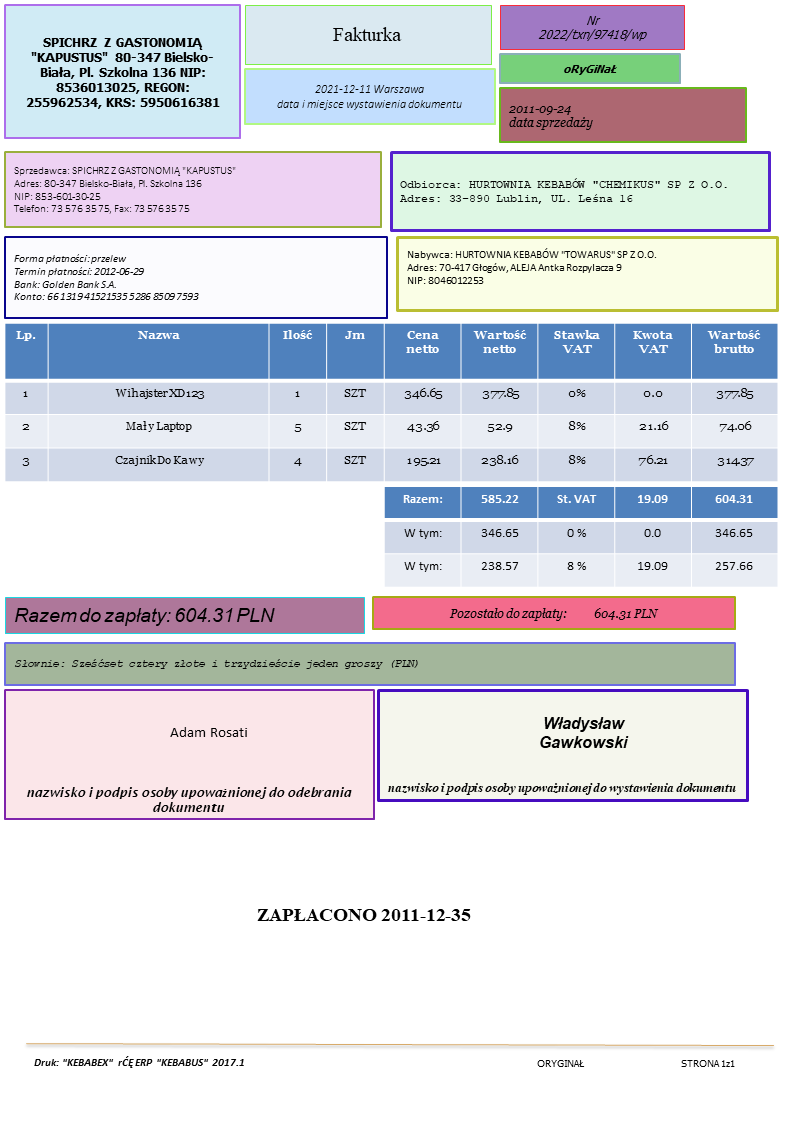 SPICHRZ Z GASTONOMIĄ
"KAPUSTUS" 80-347 Bielsko-
Biała, Pl. Szkolna 136 NIP:
8536013025, REGON:
255962534, KRS: 5950616381
Fakturka
2021-12-11 Warszawa
data i miejsce wystawienia dokumentu
Nr
2022/txn/97418/wp
oRyGiNaŁ
2011-09-24
data sprzedaży
Sprzedawca: SPICHRZ Z GASTONOMIĄ "KAPUSTUS"
Adres: 80-347 Bielsko-Biała, Pl. Szkolna 136
NIP: 853-601-30-25
Telefon: 73 576 35 75, Fax: 73 576 35 75
Odbiorca: HURTOWNIA KEBABÓW "CHEMIKUS" SP Z O.O.
Adres: 33-890 Lublin, UL. Leśna 16
Forma płatności: przelew
Termin płatności: 2012-06-29
Bank: Golden Bank S.A.
Konto: 66 1319 4152 1535 5286 8509 7593
Nabywca: HURTOWNIA KEBABÓW "TOWARUS" SP Z O.O.
Adres: 70-417 Głogów, ALEJA Antka Rozpylacza 9
NIP: 8046012253
Lp. Nazwa Ilość Jm Cena netto Wartość netto Stawka VAT Kwota VAT Wartość brutto
1 Wihajster XD123 1 SZT 346.65 377.85 0% 0.0 377.85
2 Mały Laptop 5 SZT 43.36 52.9 8% 21.16 74.06
3 Czajnik Do Kawy 4 SZT 195.21 238.16 8% 76.21 314.37
Razem: 585.22 St. VAT 19.09 604.31
W tym: 346.65 0 % 0.0 346.65
W tym: 238.57 8 % 19.09 257.66
Razem do zapłaty: 604.31 PLN
Pozostało do zapłaty: 604.31 PLN
Słownie: Sześćset cztery złote i trzydzieście jeden groszy (PLN)
Adam Rosati
nazwisko i podpis osoby upoważnionej do odebrania
dokumentu
Władysław
Gawkowski
nazwisko i podpis osoby upoważnionej do wystawienia dokumentu
ZAPŁACONO 2011-12-35
Druk: "KEBABEX" rĆĘ ERP "KEBABUS" 2017.1 ORYGINAŁ STRONA 1z1